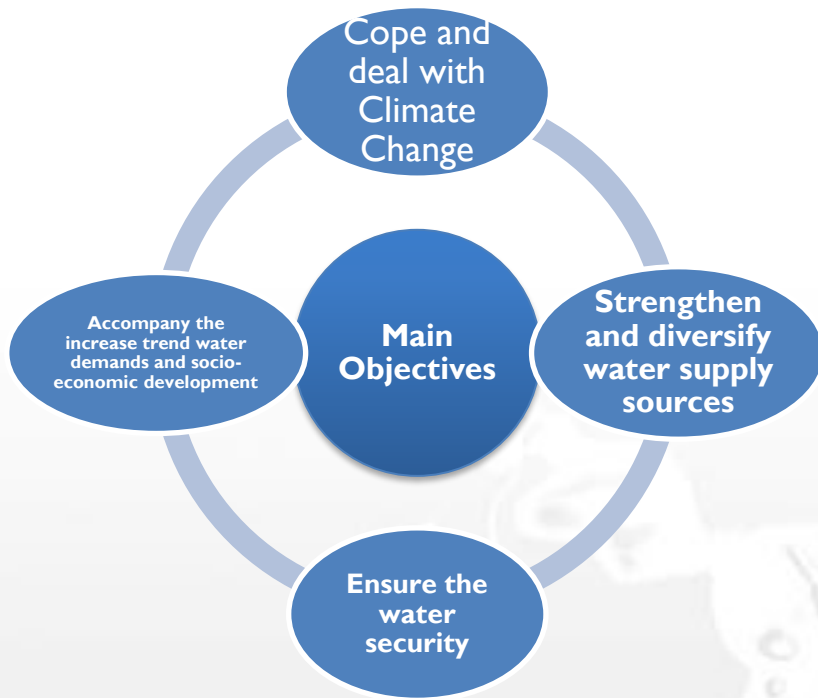 Cope and
deal with
Climate
Change
Strengthen
and diversify
water supply
sources
Main
Objectives
Accompany the
increase trend water
demands and socio-
economic development
Ensure the
water
security